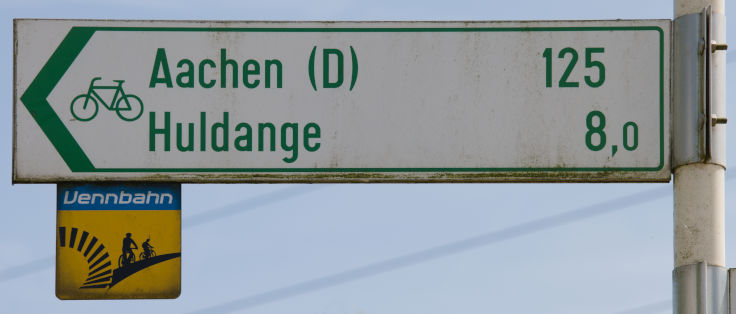 Aachen (D) 125
Huldange 8,0
Vennbahn